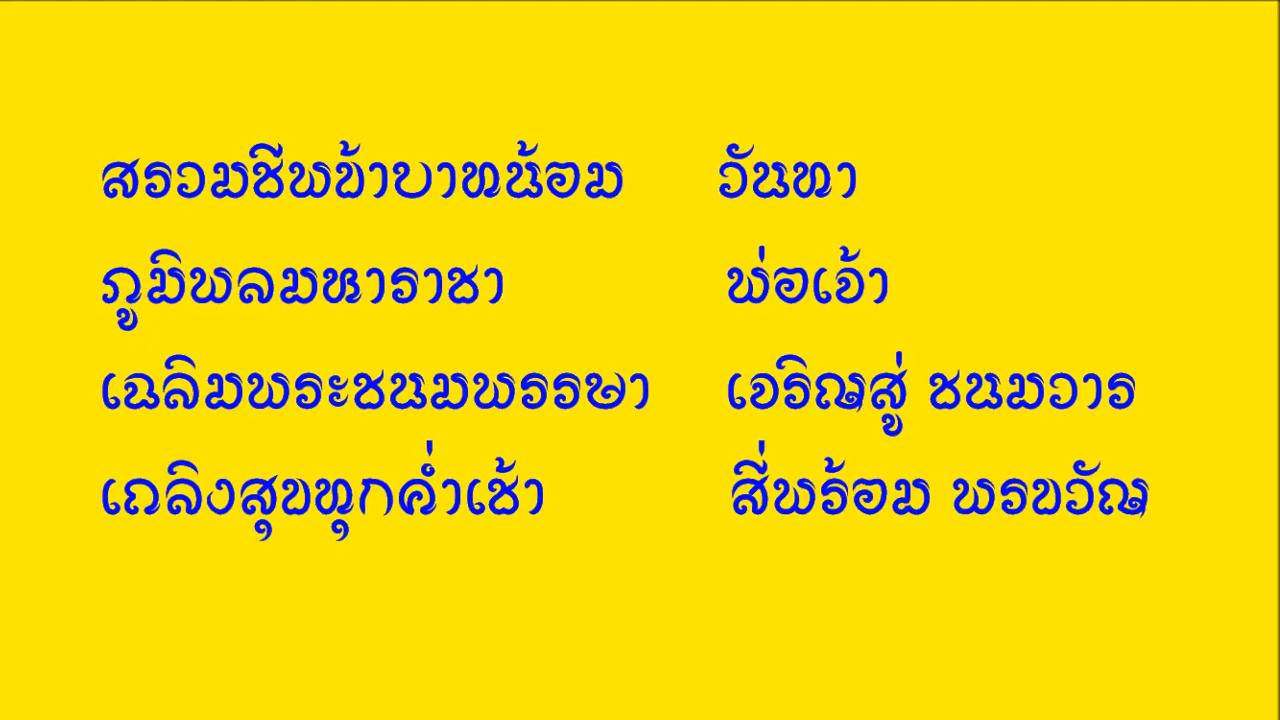 สรวมชีพข้าบาทน้อม วันทา
ภูมิพลมหาราชา พ่อเจ้า
เฉลิมพระชนมพรรษา เจริญสู่ ชนมวาร
เถลิงสุขทุกค่ำเช้า สี่พร้อม พรขวัญ